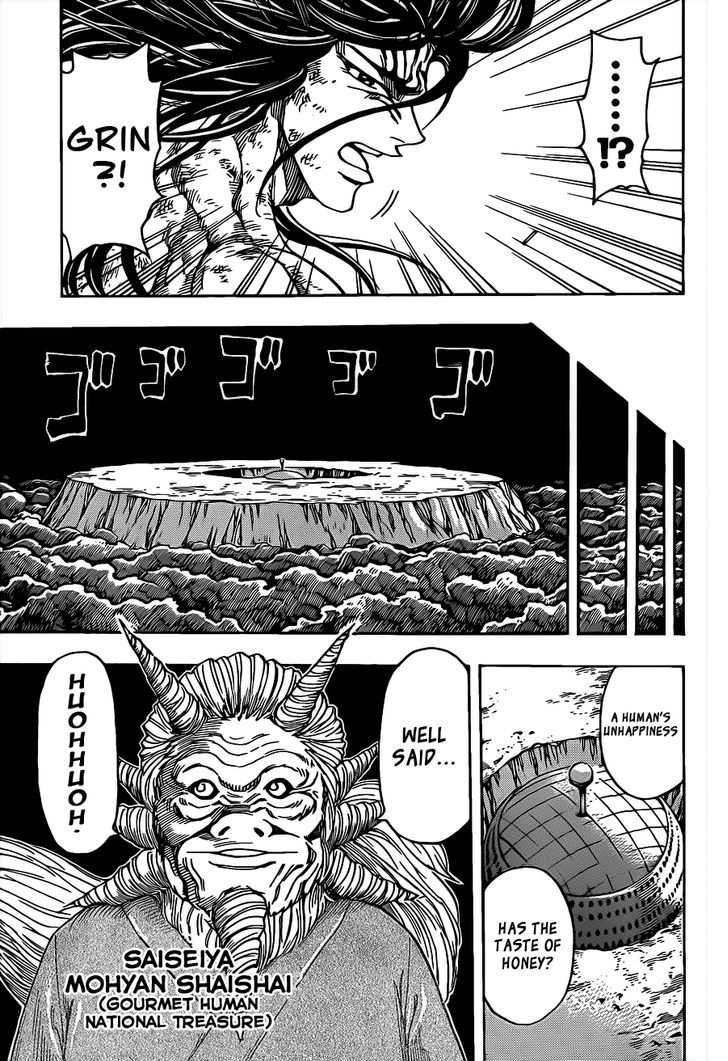 .......
!?
GRIN
?!
ゴ ゴ ゴ ゴ ゴ
A HUMAN'S
UNHAPPINESS
HAS THE
TASTE OF
HONEY?
WELL
SAID...
HUOHHUOH.
SAISEIYA
MOHYAN SHAISHAI
(GOURMET HUMAN
NATIONAL TREASURE)